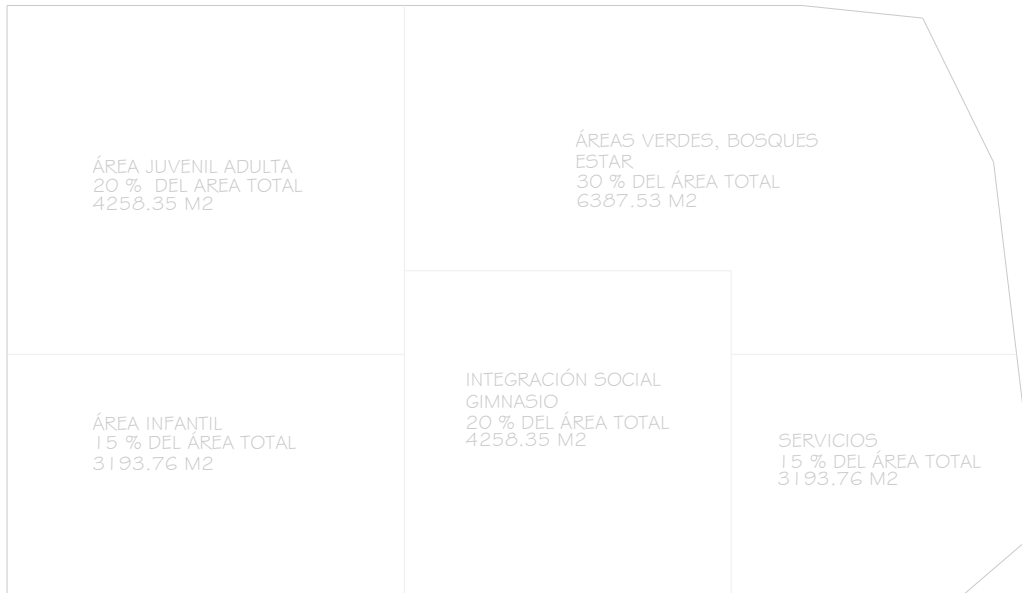 ÁREA JUVENIL ADULTA
20 % DEL AREA TOTAL
4258.35 M2
ÁREAS VERDES, BOSQUES
ESTAR
30 % DEL ÁREA TOTAL
6387.53 M2
ÁREA INFANTIL
15 % DEL ÁREA TOTAL
3193.76 M2
INTEGRACIÓN SOCIAL
GIMNASIO
20 % DEL ÁREA TOTAL
4258.35 M2
SERVICIOS
15 % DEL ÁREA TOTAL
3193.76 M2